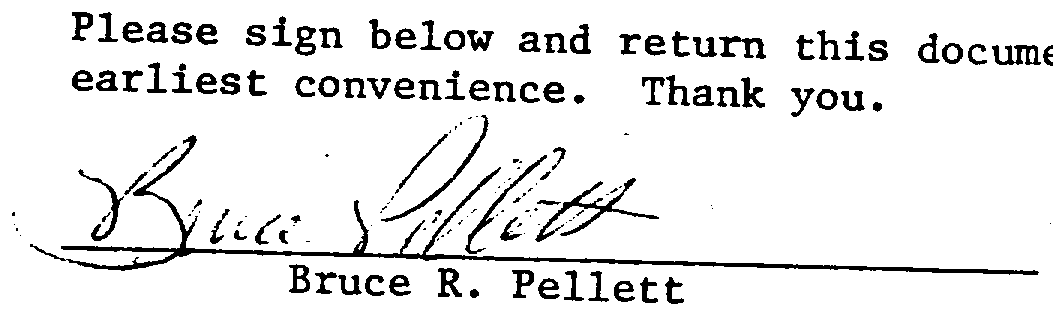 Please sign below and return this docume
earliest convenience. Thank you.
Bruce Pellett
Bruce R. Pellett